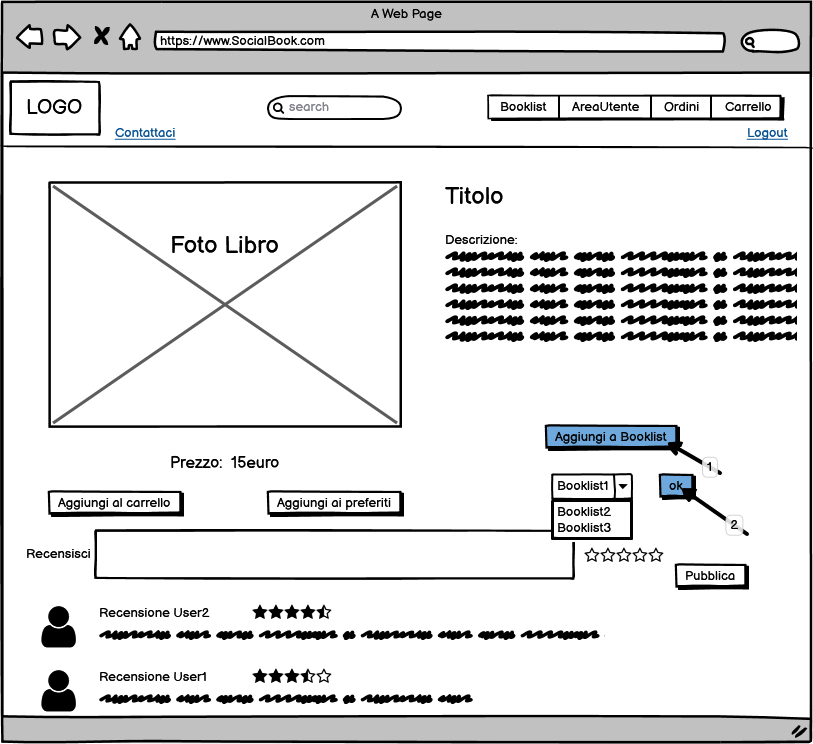 A Web Page
https://www.SocialBook.com
LOGO
search
Booklist AreaUtente Ordini Carrello
Contattaci
Logout
Titolo
Foto Libro
Descrizione:
Aggiungi a Booklist
1
Prezzo: 15euro
Booklist1
ok
Aggiungi al carrello
Aggiungi ai preferiti
Booklist2
Booklist3
2
Recensisci
Pubblica
Recensione User2
Recensione User1